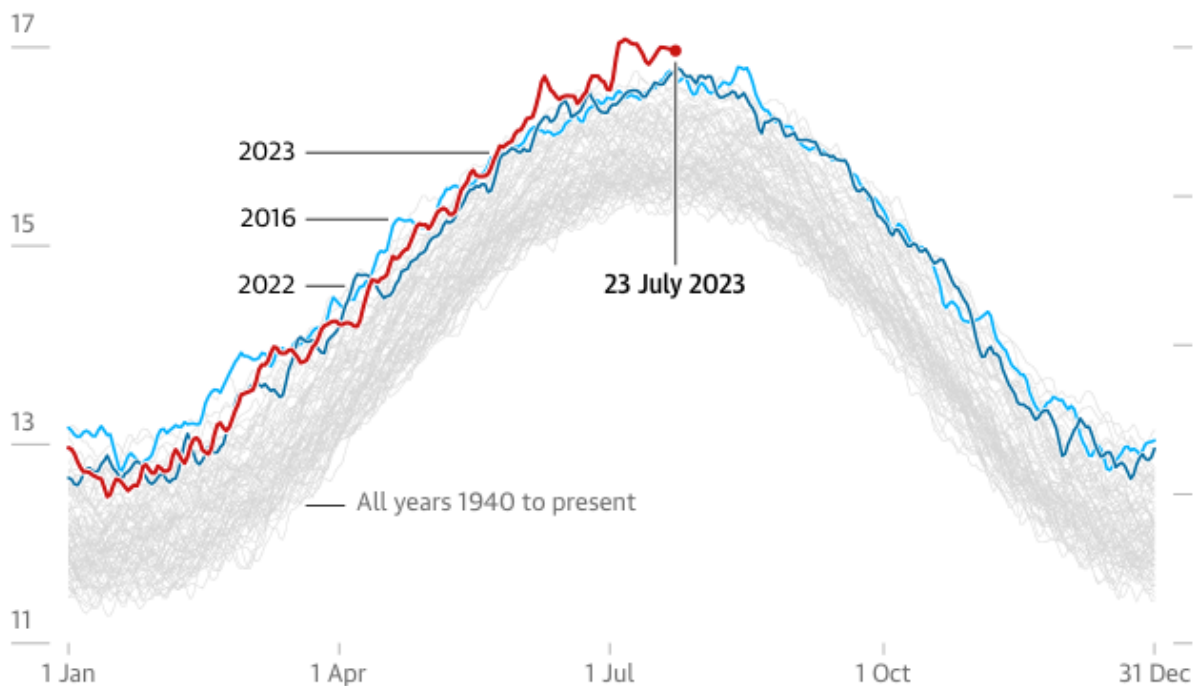 17
2023
15
2016
2022
23 July 2023
13
All years 1940 to present
11
1 Jan
1 Apr
1 Jul
1 Oct
31 Dec